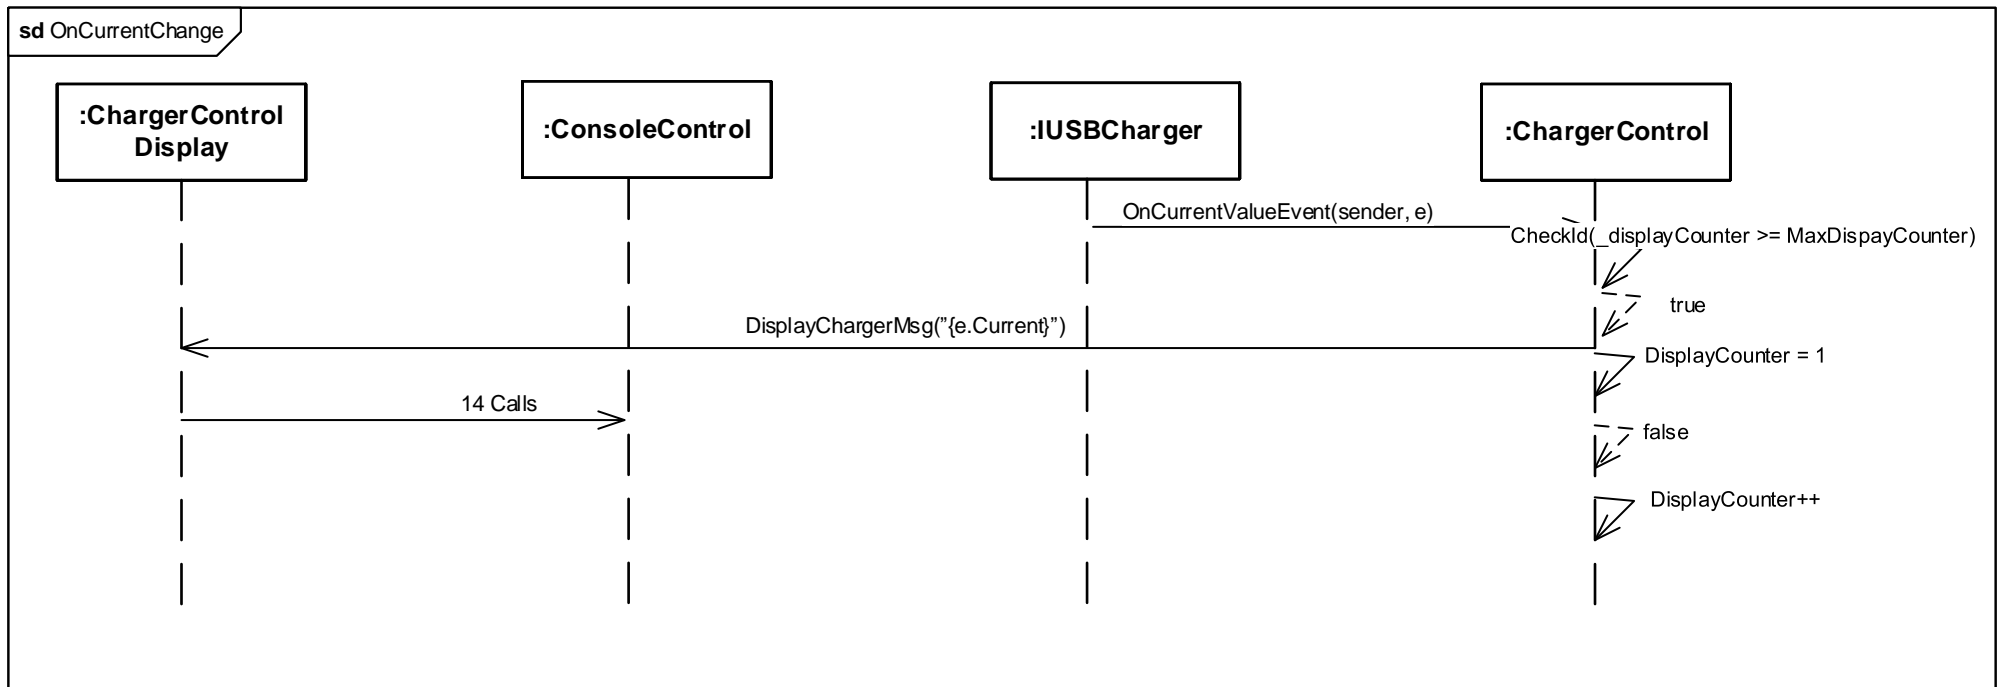 sd OnCurrentChange
:ChargerControl
Display
:ConsoleControl
:IUSBCharger
:ChargerControl
OnCurrentValueEvent(sender, e)
CheckId(_displayCounter >= MaxDispayCounter)
true
DisplayChargerMsg(”{e.Current}”)
DisplayCounter = 1
14 Calls
false
DisplayCounter++